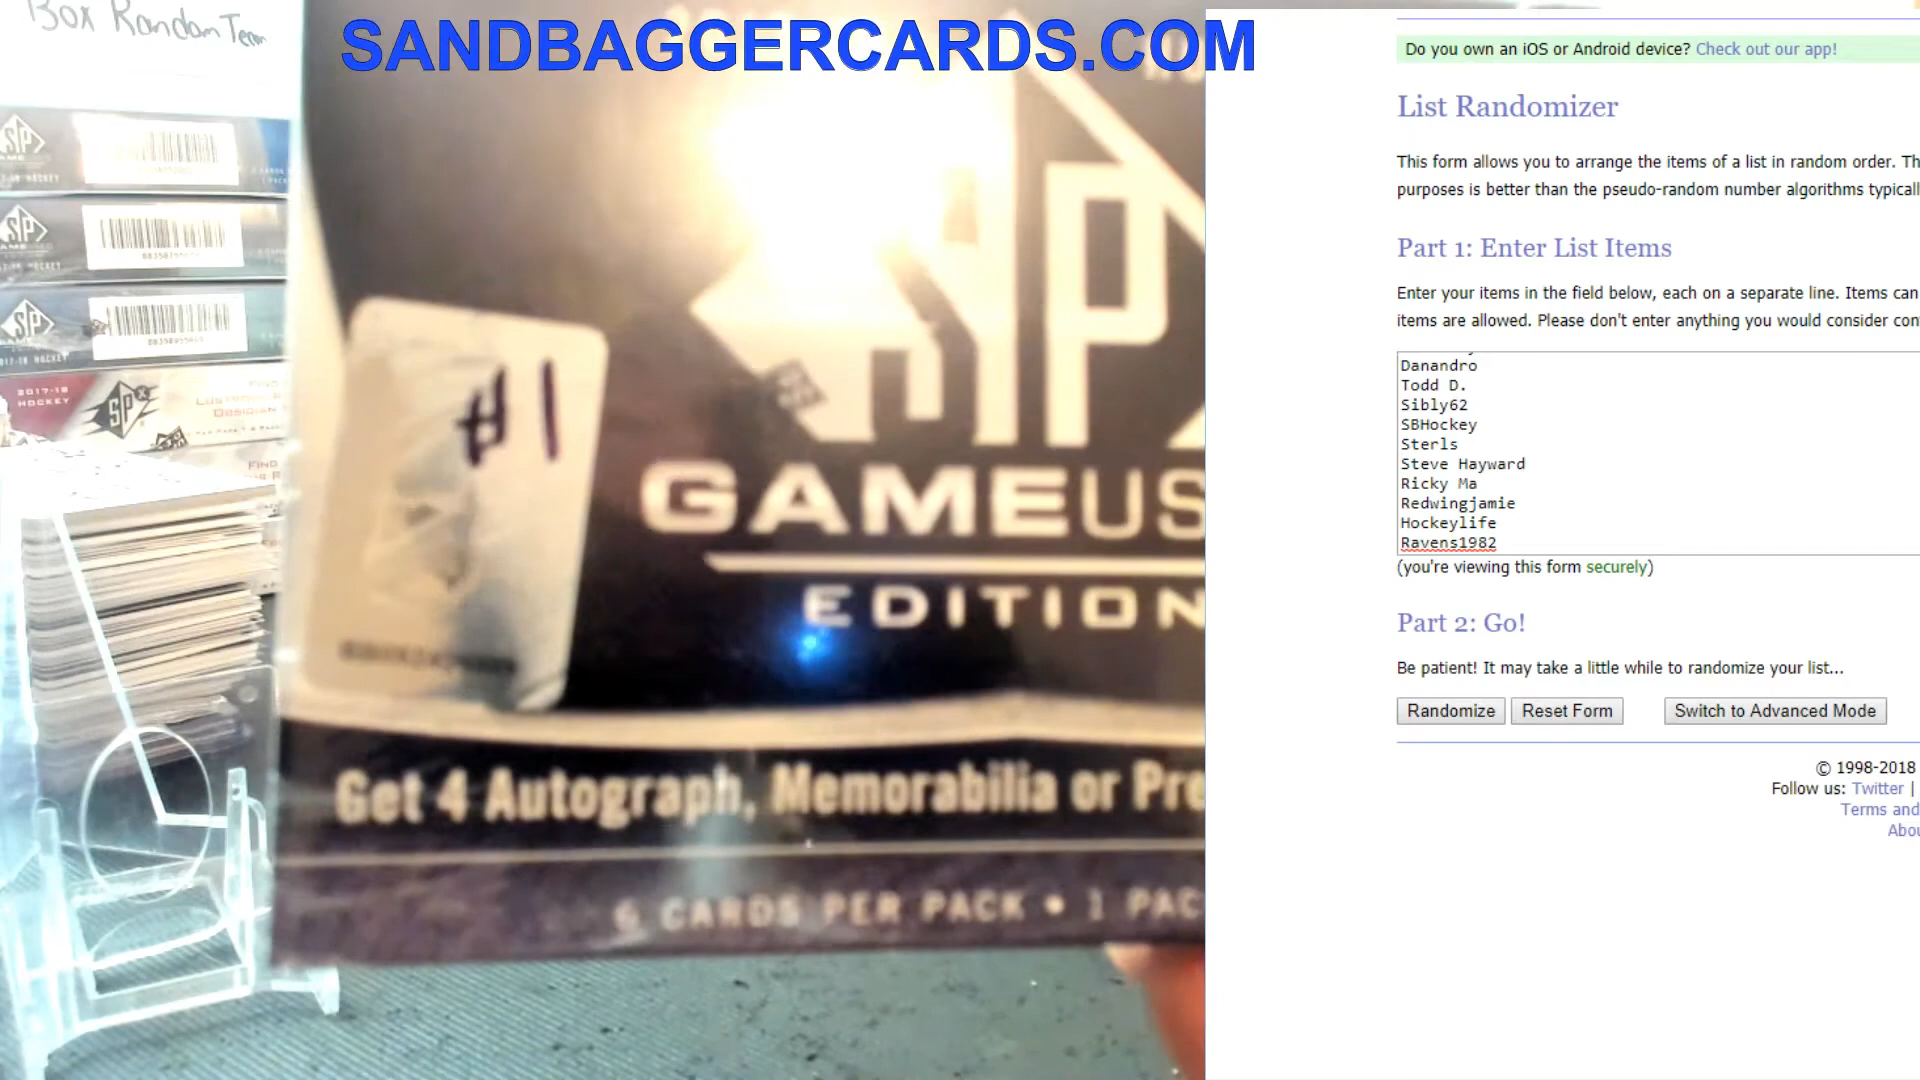 Box Random Team
SANDBAGGERCARDS.COM
SP
SP
SP
2017-18
HOCKEY
SPx
#1
GAMEUS
EDITION
Get 4 Autograph, Memorabilia or Pre
6 CARDS PER PACK • 1 PAC
Do you own an iOS or Android device? Check out our app!
List Randomizer
This form allows you to arrange the items of a list in random order. Th
purposes is better than the pseudo-random number algorithms typicall
Part 1: Enter List Items
Enter your items in the field below, each on a separate line. Items can
items are allowed. Please don't enter anything you would consider con
Danandro
Todd D.
Sibly62
SBHockey
Sterls
Steve Hayward
Ricky Ma
Redwingjamie
Hockeylife
Ravens1982
(you're viewing this form securely)
Part 2: Go!
Be patient! It may take a little while to randomize your list...
Randomize Reset Form Switch to Advanced Mode
© 1998-2018
Follow us: Twitter |
Terms and
Abou